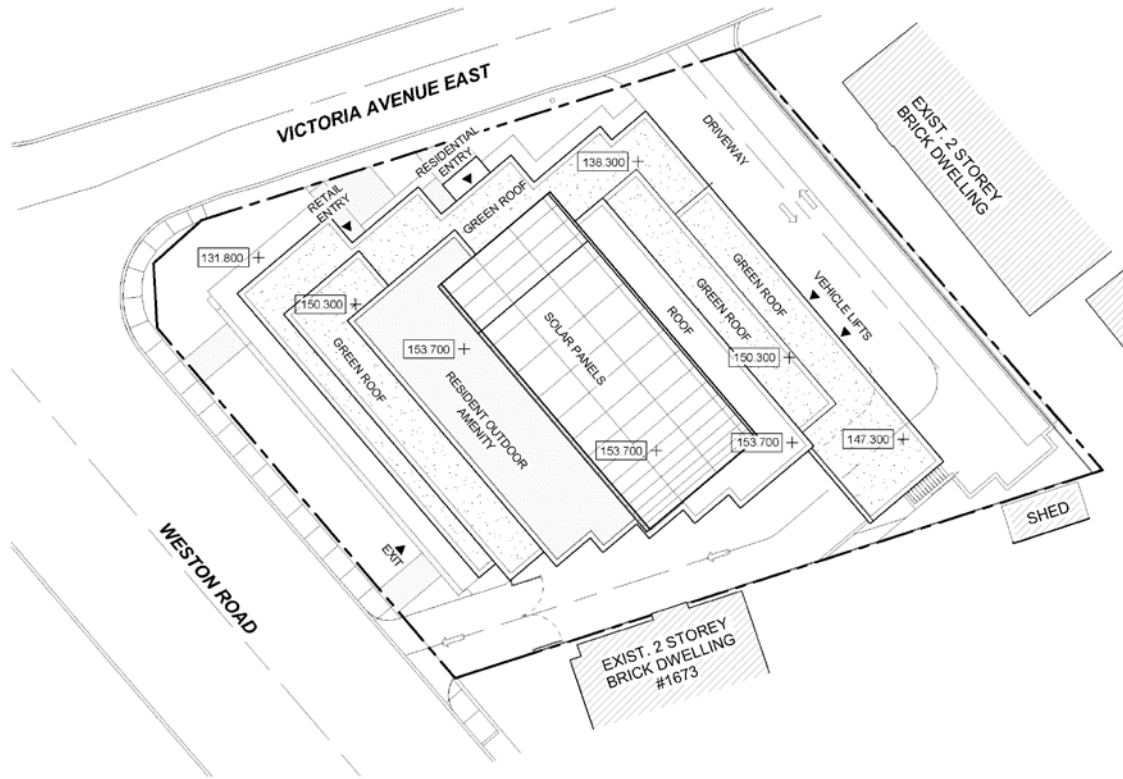 VICTORIA AVENUE EAST
EXIST. 2 STOREY
BRICK DWELLING
DRIVEWAY
RESIDENTIAL
ENTRY
138.300
RETAIL
ENTRY
GREEN ROOF
131.800
150.300
GREEN ROOF
VEHICLE LIFTS
GREEN ROOF
ROOF
SOLAR PANELS
153.700
GREEN ROOF
150.300
RESIDENT OUTDOOR
AMENITY
153.700
153.700
147.300
SHED
EXIT
WESTON ROAD
EXIST. 2 STOREY
BRICK DWELLING
#1673